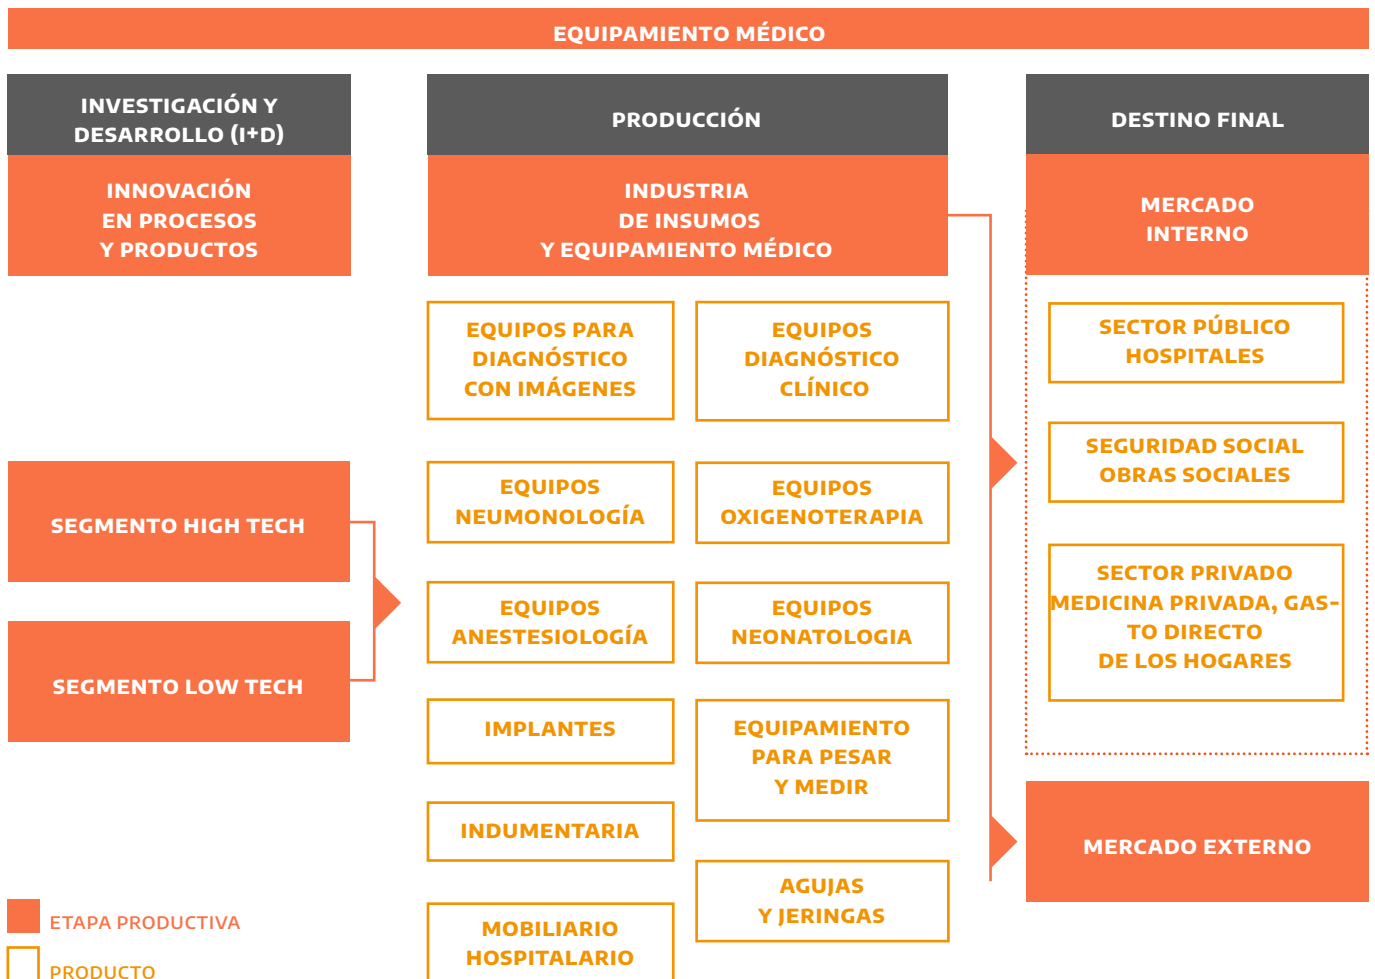 EQUIPAMIENTO MÉDICO
INVESTIGACIÓN Y
DESARROLLO (I+D)
INNOVACIÓN
EN PROCESOS
Y PRODUCTOS
SEGMENTO HIGH TECH
SEGMENTO LOW TECH
PRODUCCIÓN
INDUSTRIA
DE INSUMOS
Y EQUIPAMIENTO MÉDICO
EQUIPOS PARA
DIAGNÓSTICO
CON IMÁGENES
EQUIPOS
DIAGNÓSTICO
CLÍNICO
EQUIPOS
NEUMONOLOGÍA
EQUIPOS
OXIGENOTERAPIA
EQUIPOS
ANESTESIOLOGÍA
EQUIPOS
NEONATOLOGIA
IMPLANTES
EQUIPAMIENTO
PARA PESAR
Y MEDIR
INDUMENTARIA
AGUJAS
Y JERINGAS
MOBILIARIO
HOSPITALARIO
DESTINO FINAL
MERCADO
INTERNO
SECTOR PÚBLICO
HOSPITALES
SEGURIDAD SOCIAL
OBRAS SOCIALES
SECTOR PRIVADO
MEDICINA PRIVADA, GAS-
TO DIRECTO
DE LOS HOGARES
MERCADO EXTERNO
ETAPA PRODUCTIVA
PRODUCTO